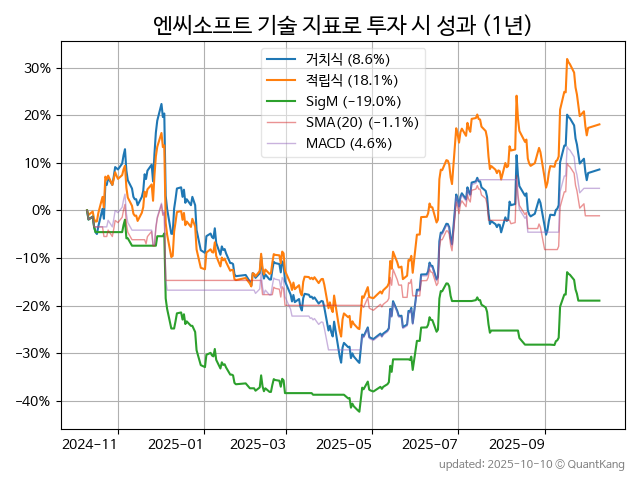 엔씨소프트 기술 지표로 투자 시 성과 (1년)
거치식 (8.6%)
적립식 (18.1%)
SigM (−19.0%)
SMA(20) (−1.1%)
MACD (4.6%)
30%
20%
10%
0%
−10%
−20%
−30%
−40%
2024-11 2025-01 2025-03 2025-05 2025-07 2025-09
updated: 2025-10-10 © QuantKang